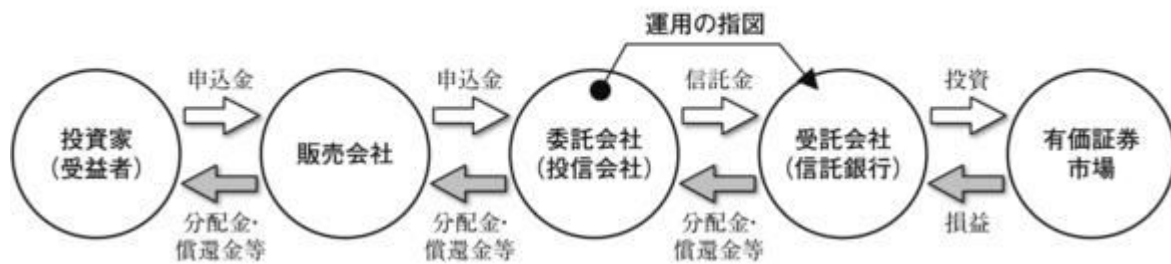 運用の指図
申込金
申込金
信託金
投資
投資家
(受益者)
販売会社
委託会社
(投信会社)
受託会社
(信託銀行)
有価証券
市場
分配金・
償還金等
分配金・
償還金等
分配金・
償還金等
損益